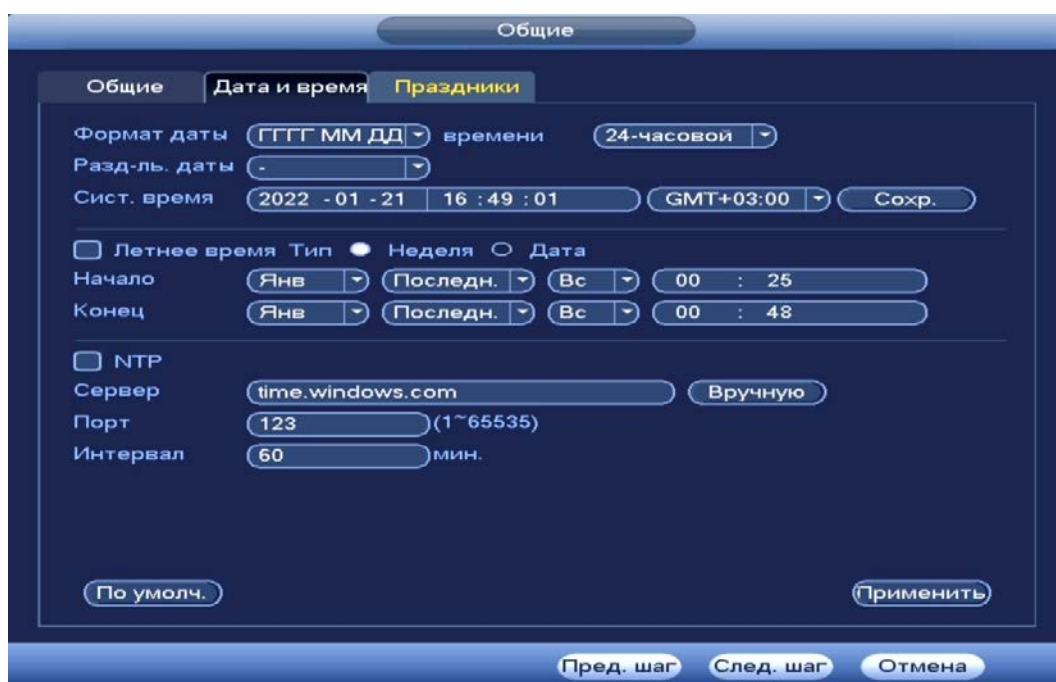 Общие
Общие Дата и время Праздники
Формат даты ГГГГ ММ ДД времени 24-часовой
Разд-ль. даты -
Сист. время 2022 - 01 - 21 16 : 49 : 01 GMT+03:00 Сохр.
Летнее время Тип Неделя Дата
Начало Янв Последн. Вс 00 : 25
Конец Янв Последн. Вс 00 : 48
NTP
Сервер time.windows.com Вручную
Порт 123 (1~65535)
Интервал 60 мин.
По умолч. Применить
Пред. шаг След. шаг Отмена